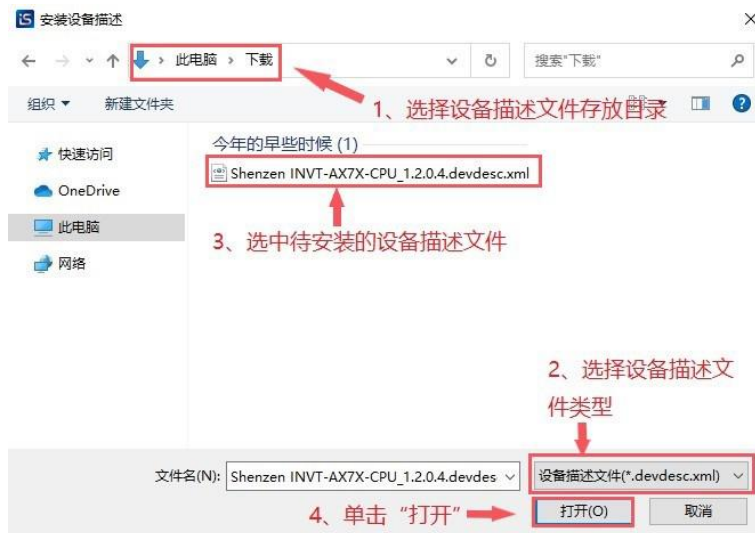 安装设备描述
此电脑 › 下载
搜索"下载"
组织 新建文件夹
1、选择设备描述文件存放目录
快速访问
OneDrive
此电脑
网络
今年的早些时候 (1)
Shenzen INVT-AX7X-CPU_1.2.0.4.devdesc.xml
3、选中待安装的设备描述文件
2、选择设备描述文
件类型
文件名(N): Shenzen INVT-AX7X-CPU_1.2.0.4.devdes 设备描述文件(*.devdesc.xml)
4、单击“打开” 打开(O) 取消